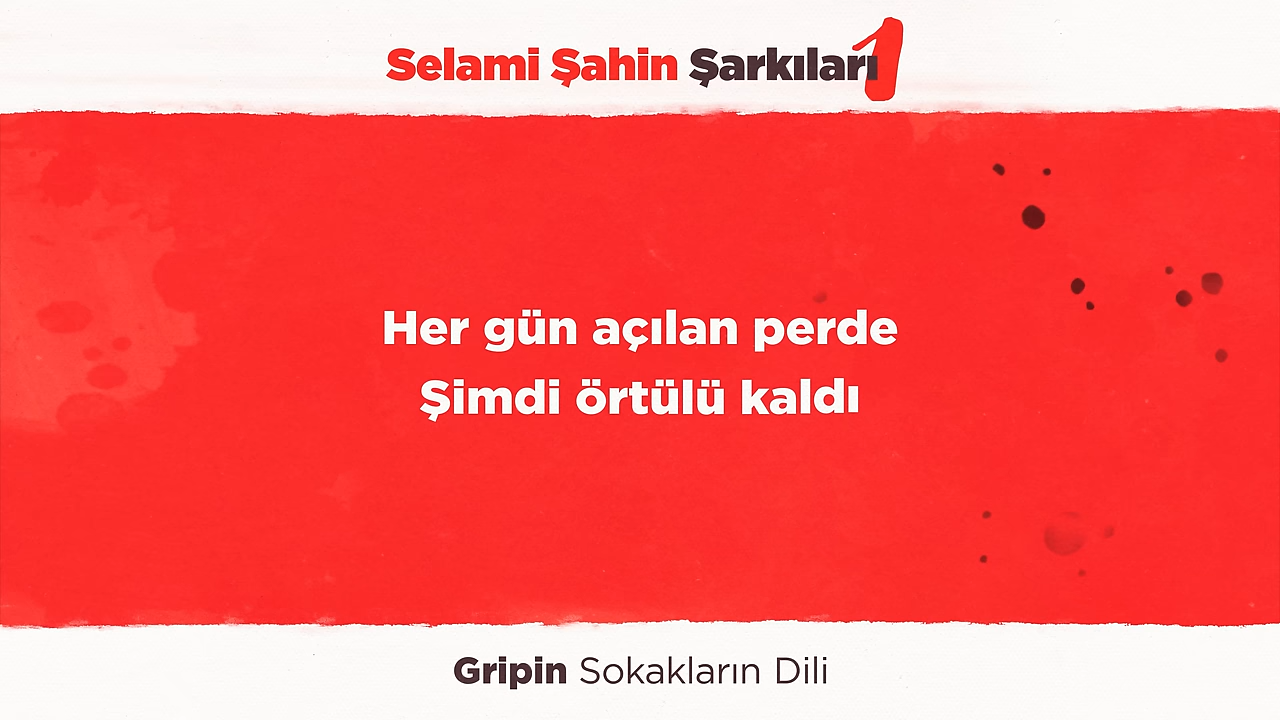 Selami Şahin Şarkıları 1
Her gün açılan perde
Şimdi örtülü kaldı
Gripin Sokakların Dili